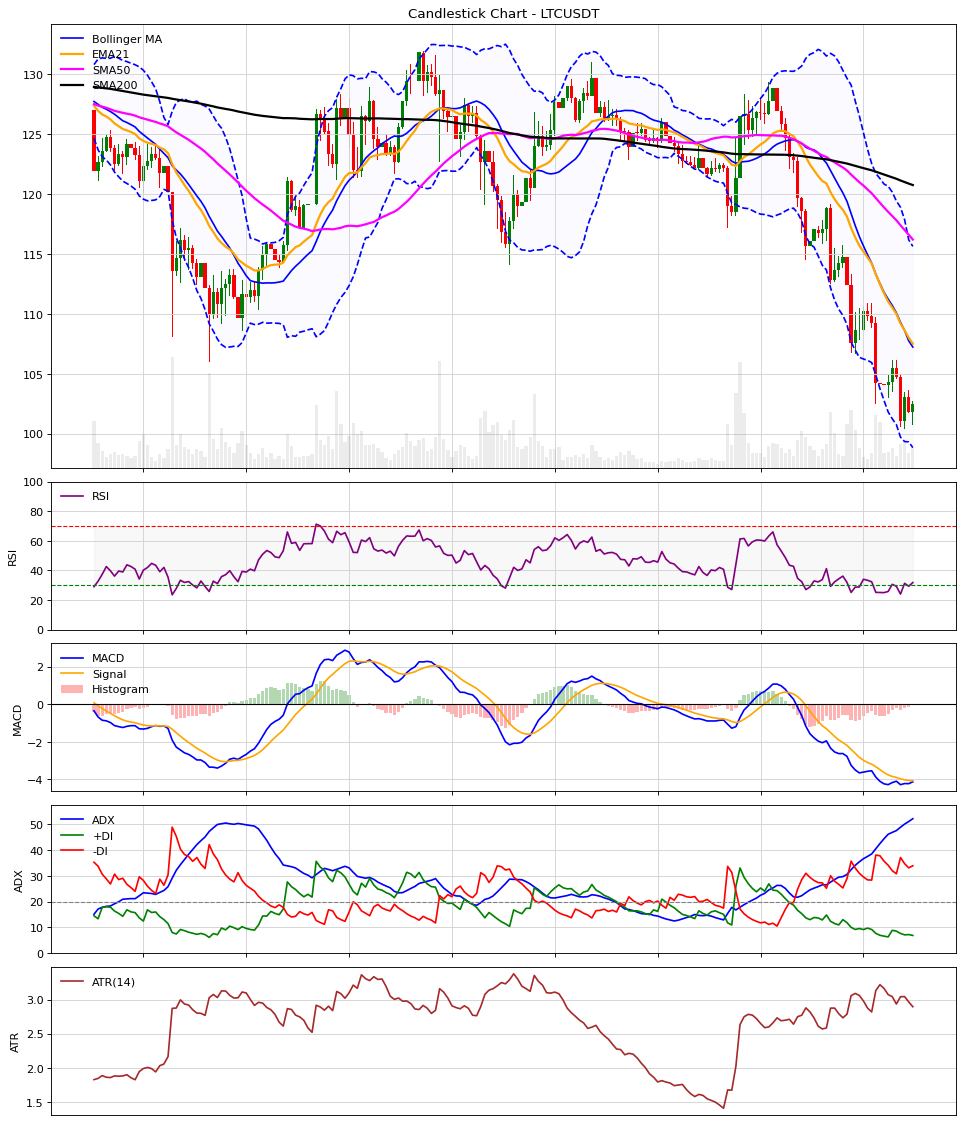 Candlestick Chart - LTCUSDT
Bollinger MA
EMA21
SMA50
SMA200
130
125
120
115
110
105
100
RSI
100
80
60
40
20
0
RSI
MACD
Signal
Histogram
2
0
−2
−4
MACD
ADX
+DI
-DI
50
40
30
20
10
0
ADX
ATR(14)
3.0
2.5
2.0
1.5
ATR